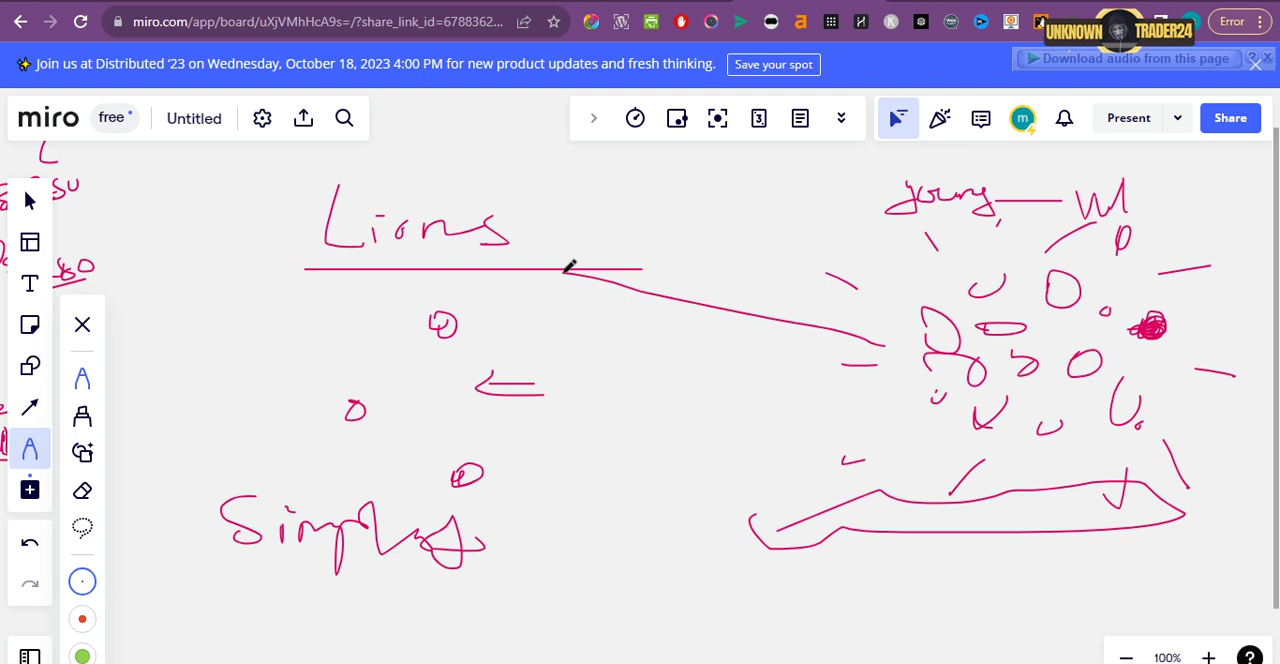 miro.com/app/board/uXjVMhHcA9s=/?share_link_id=6788362...
Error
UNKNOWN TRADER24
✨ Join us at Distributed '23 on Wednesday, October 18, 2023 4:00 PM for new product updates and fresh thinking.
Save your spot
Download audio from this page
miro
free
Untitled
Present
Share
young
Lions
Simplest
100%